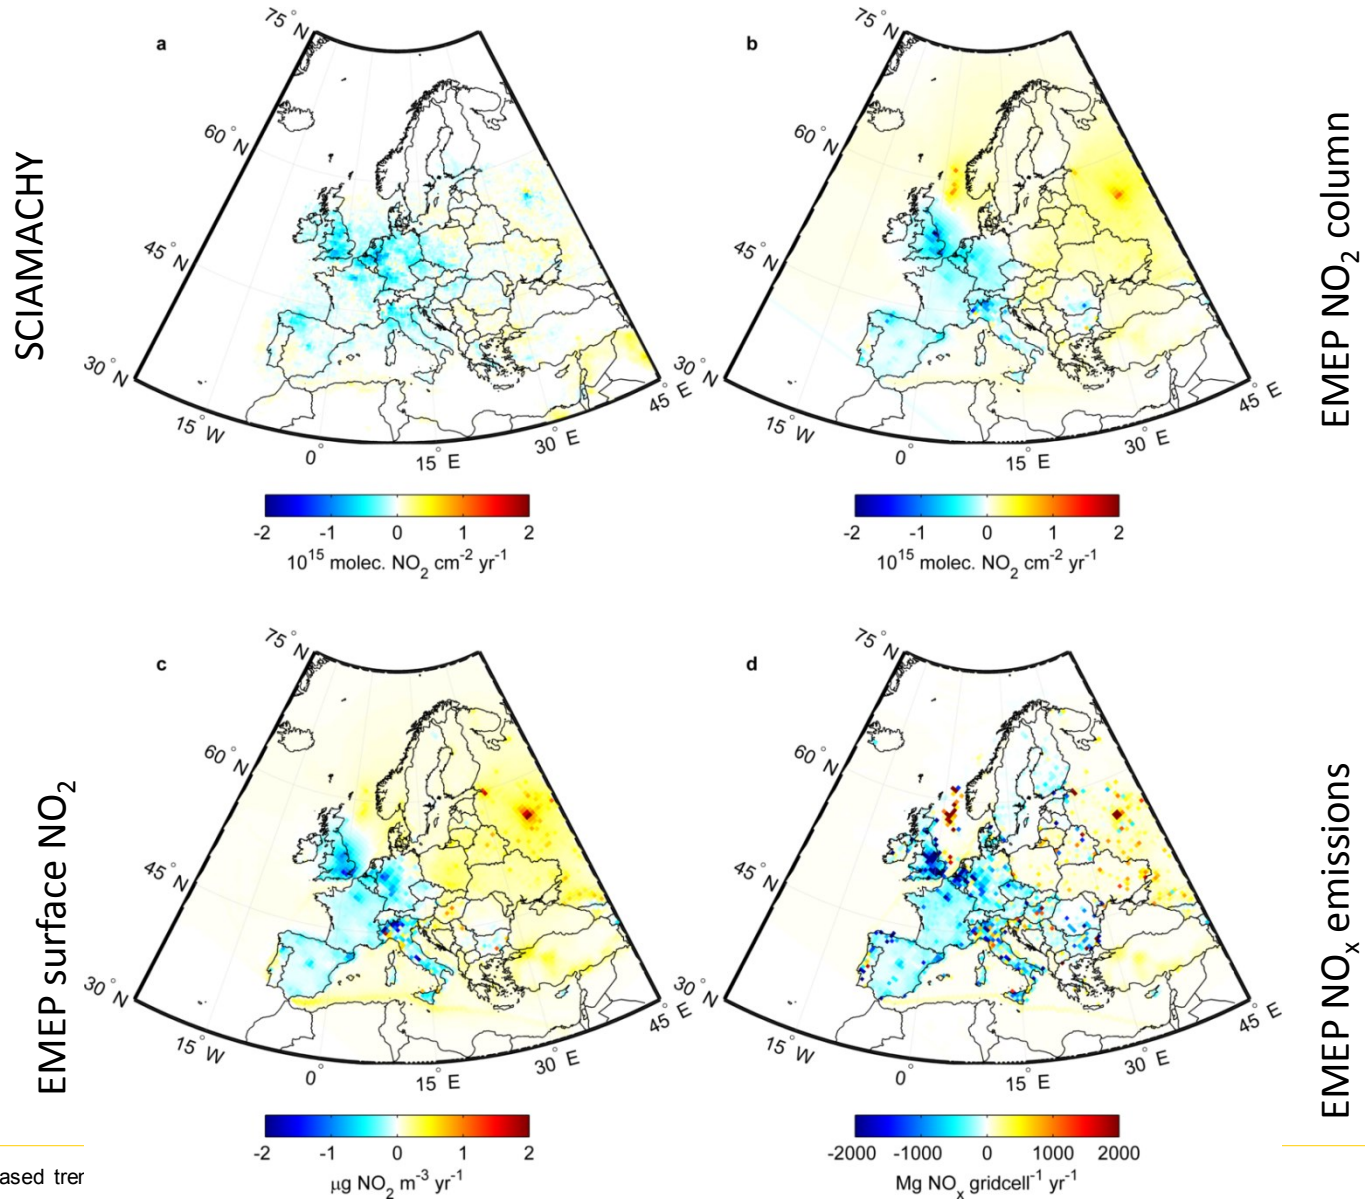 a
75° N
60° N
45° N
30° N
15° W
0°
15° E
30° E
45° E
-2 -1 0 1 2
10¹⁵ molec. NO₂ cm⁻² yr⁻¹
SCIAMACHY
b
75° N
60° N
45° N
30° N
15° W
0°
15° E
30° E
45° E
-2 -1 0 1 2
10¹⁵ molec. NO₂ cm⁻² yr⁻¹
EMEP NO₂ column
c
75° N
60° N
45° N
30° N
15° W
0°
15° E
30° E
45° E
-2 -1 0 1 2
µg NO₂ m⁻³ yr⁻¹
EMEP surface NO₂
d
75° N
60° N
45° N
30° N
15° W
0°
15° E
30° E
45° E
-2000 -1000 0 1000 2000
Mg NOₓ gridcell⁻¹ yr⁻¹
EMEP NOₓ emissions
ased trer